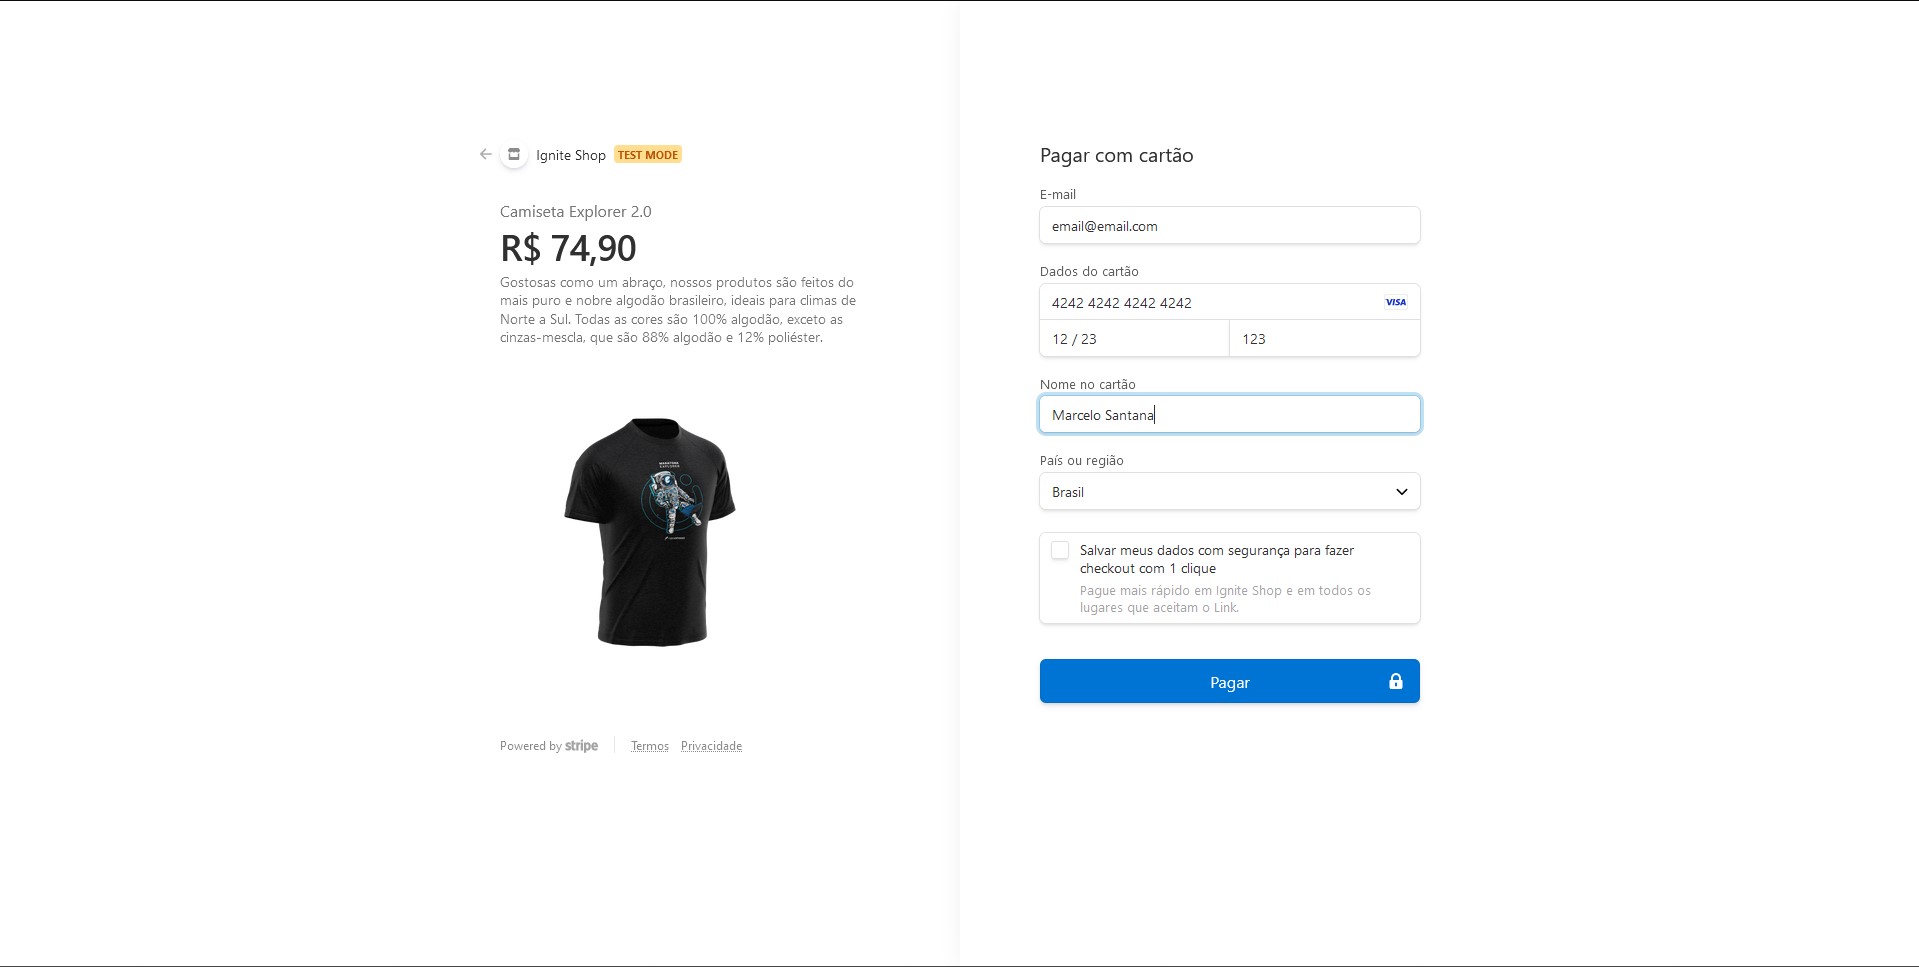 Ignite Shop TEST MODE
Camiseta Explorer 2.0
R$ 74,90
Gostosas como um abraço, nossos produtos são feitos do
mais puro e nobre algodão brasileiro, ideais para climas de
Norte a Sul. Todas as cores são 100% algodão, exceto as
cinzas-mescla, que são 88% algodão e 12% poliéster.
Powered by stripe Termos Privacidade
Pagar com cartão
E-mail
email@email.com
Dados do cartão
4242 4242 4242 4242 VISA
12 / 23 123
Nome no cartão
Marcelo Santana
País ou região
Brasil
Salvar meus dados com segurança para fazer
checkout com 1 clique
Pague mais rápido em Ignite Shop e em todos os
lugares que aceitam o Link.
Pagar